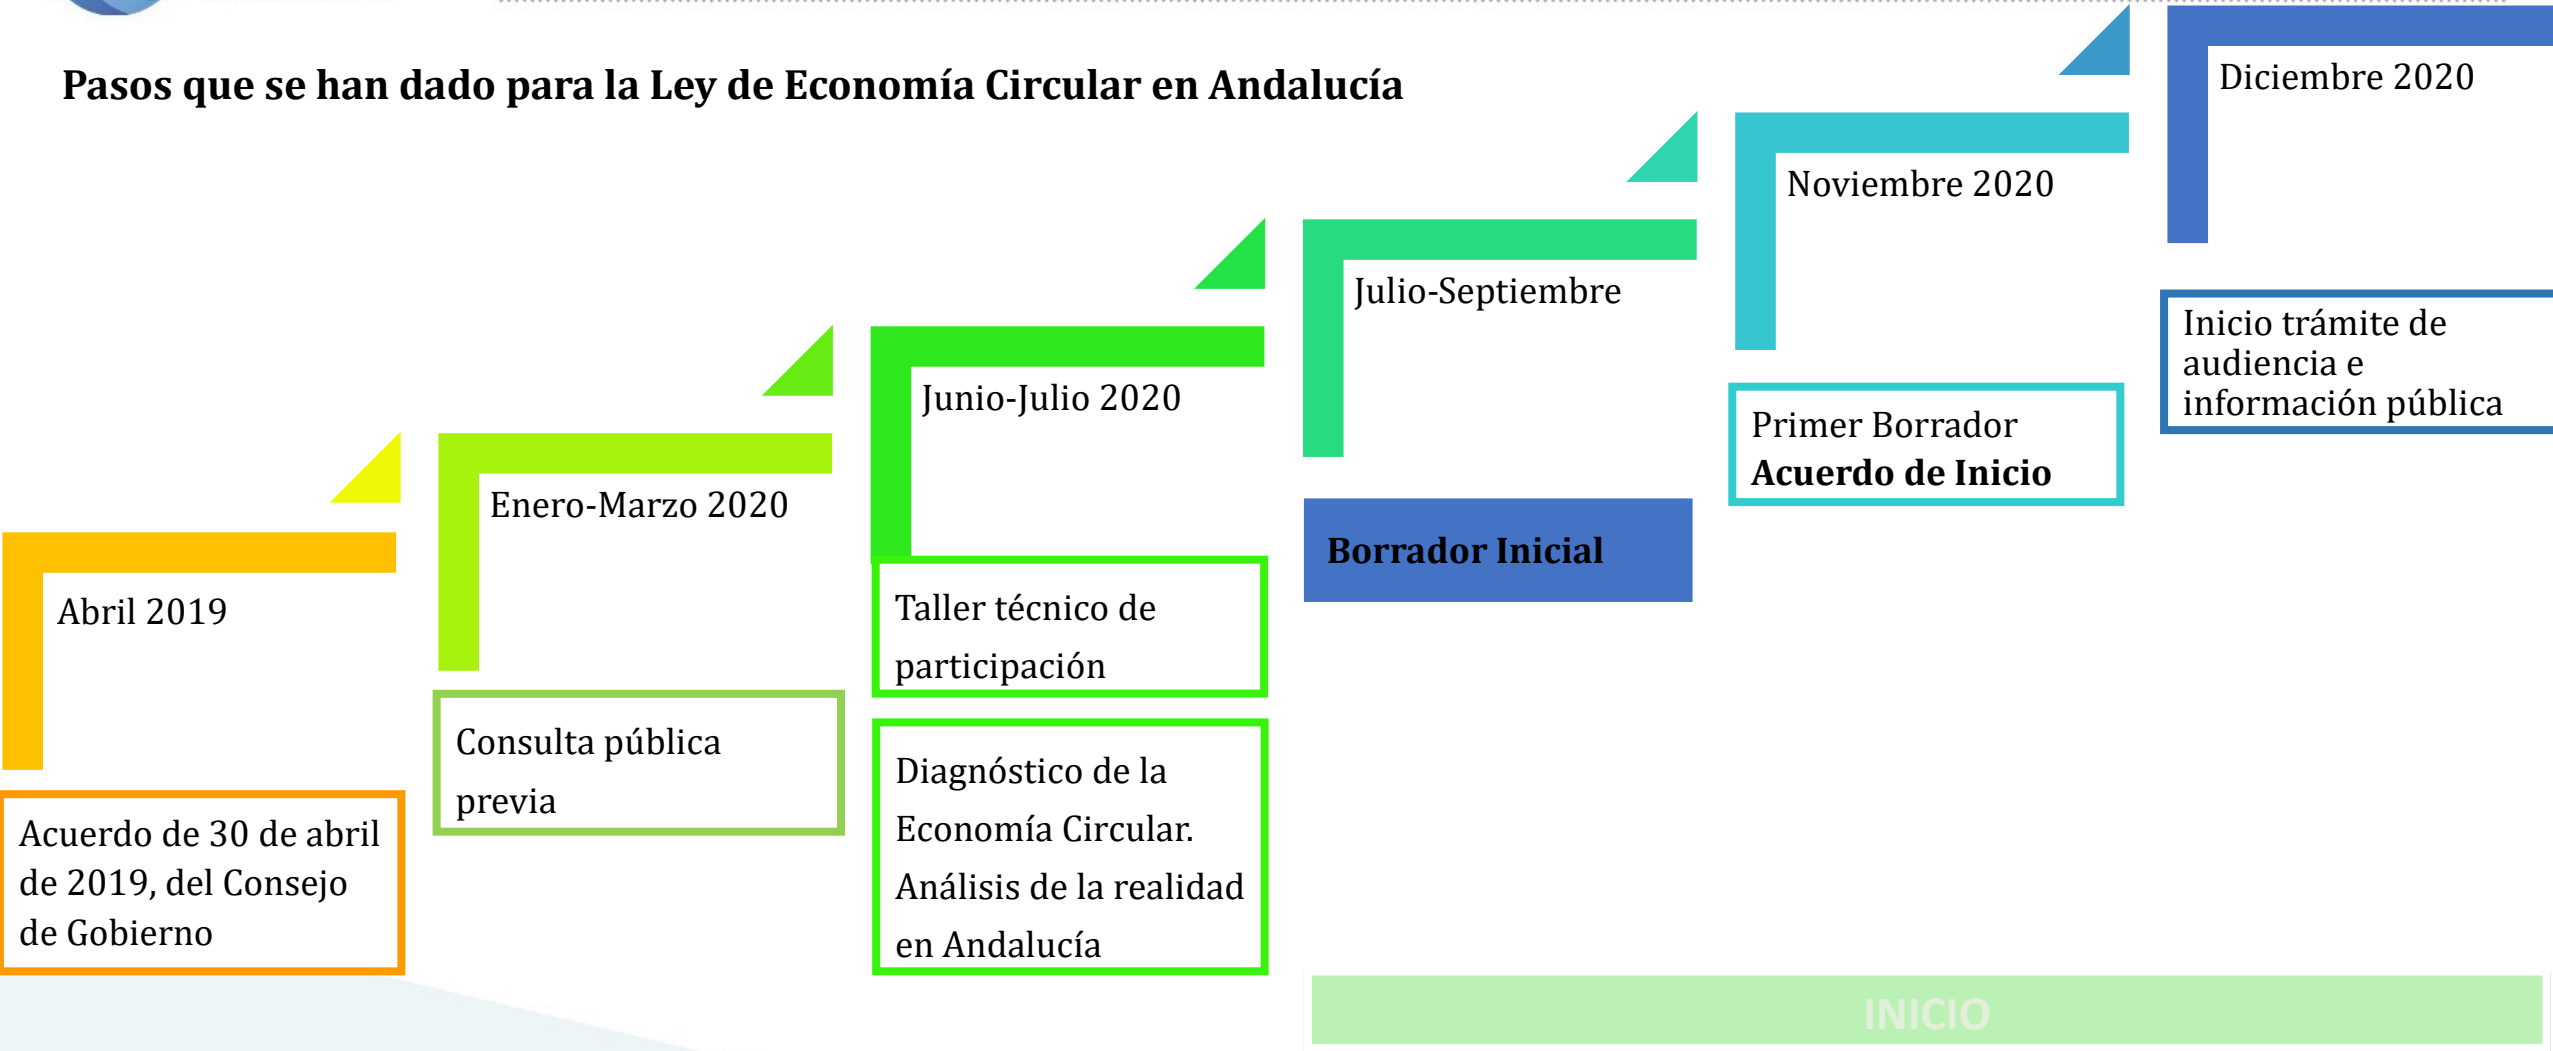 Pasos que se han dado para la Ley de Economía Circular en Andalucía
Abril 2019
Acuerdo de 30 de abril
de 2019, del Consejo
de Gobierno
Enero-Marzo 2020
Consulta pública
previa
Junio-Julio 2020
Taller técnico de
participación
Diagnóstico de la
Economía Circular.
Análisis de la realidad
en Andalucía
Julio-Septiembre
Borrador Inicial
Noviembre 2020
Primer Borrador
Acuerdo de Inicio
Diciembre 2020
Inicio trámite de
audiencia e
información pública
INICIO